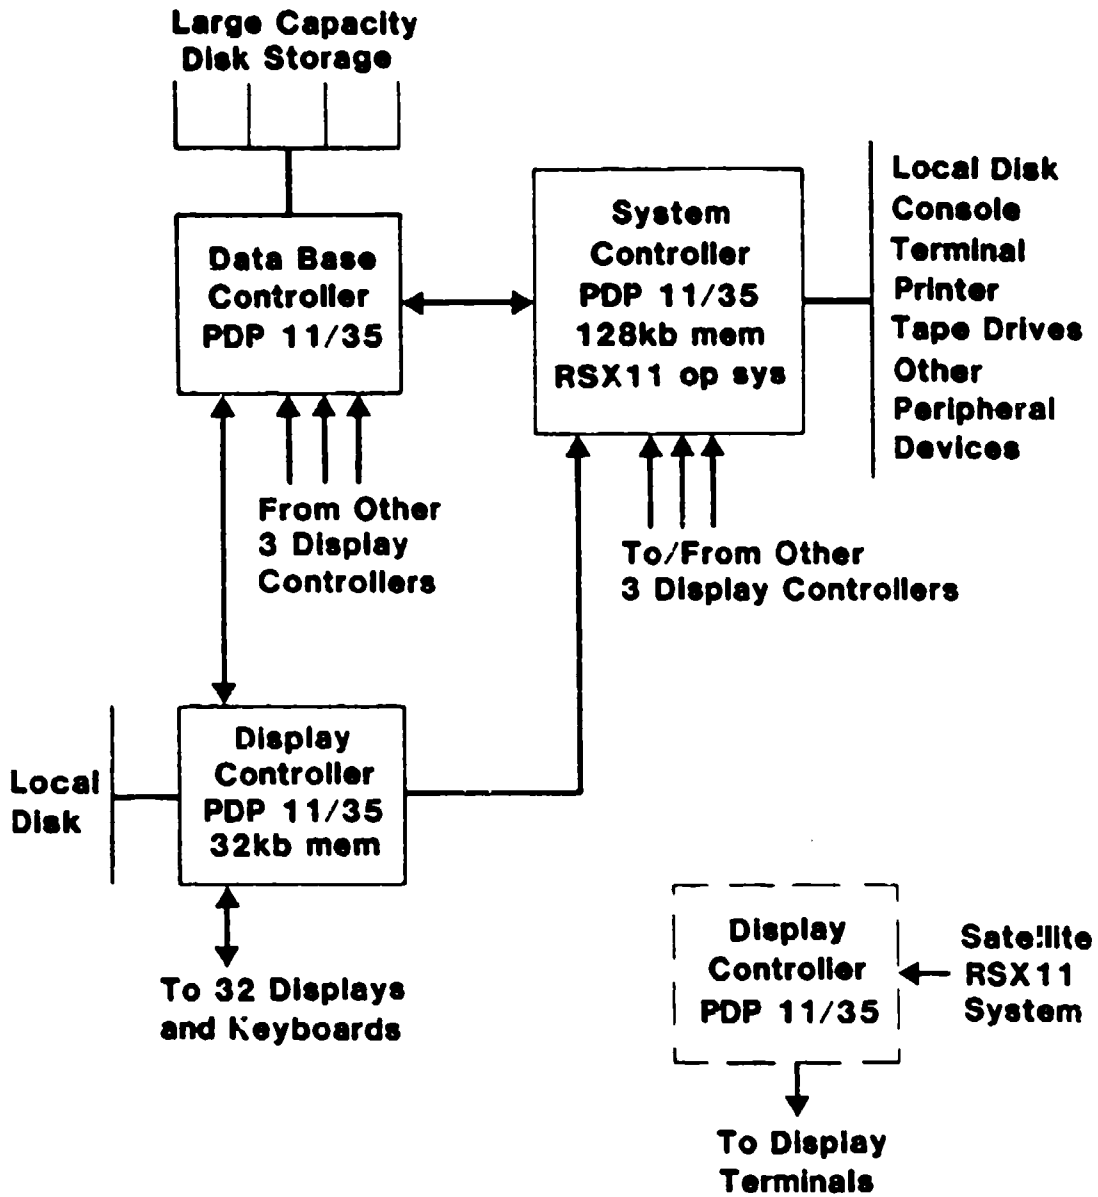 Large Capacity
Disk Storage
Data Base
Controller
PDP 11/35
System
Controller
PDP 11/35
128kb mem
RSX11 op sys
Local Disk
Console
Terminal
Printer
Tape Drives
Other
Peripheral
Devices
From Other
3 Display
Controllers
To/From Other
3 Display Controllers
Local
Disk
Display
Controller
PDP 11/35
32kb mem
To 32 Displays
and Keyboards
Display
Controller
PDP 11/35
Satellite
RSX11
System
To Display
Terminals